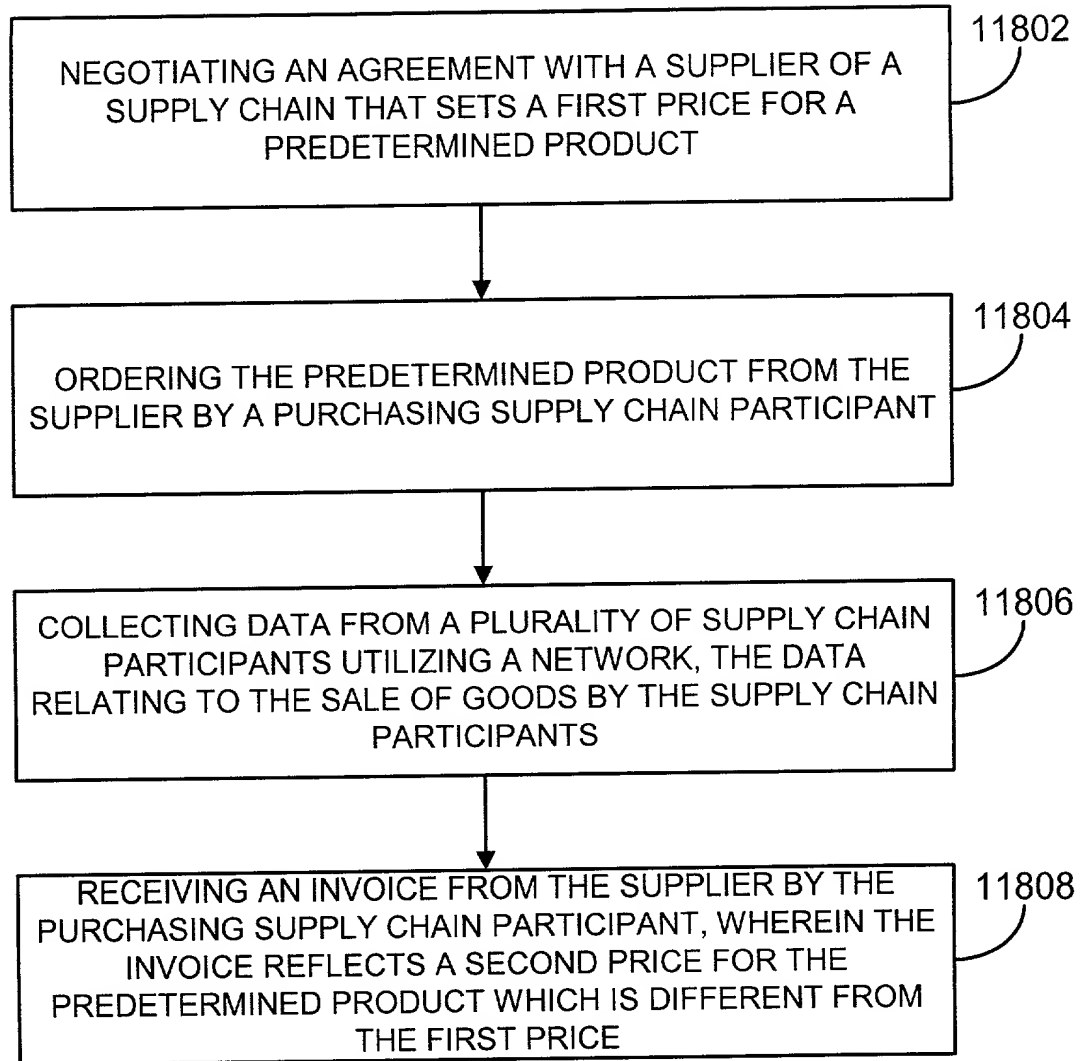 11802
NEGOTIATING AN AGREEMENT WITH A SUPPLIER OF A
SUPPLY CHAIN THAT SETS A FIRST PRICE FOR A
PREDETERMINED PRODUCT
11804
ORDERING THE PREDETERMINED PRODUCT FROM THE
SUPPLIER BY A PURCHASING SUPPLY CHAIN PARTICIPANT
11806
COLLECTING DATA FROM A PLURALITY OF SUPPLY CHAIN
PARTICIPANTS UTILIZING A NETWORK, THE DATA
RELATING TO THE SALE OF GOODS BY THE SUPPLY CHAIN
PARTICIPANTS
11808
RECEIVING AN INVOICE FROM THE SUPPLIER BY THE
PURCHASING SUPPLY CHAIN PARTICIPANT, WHEREIN THE
INVOICE REFLECTS A SECOND PRICE FOR THE
PREDETERMINED PRODUCT WHICH IS DIFFERENT FROM
THE FIRST PRICE